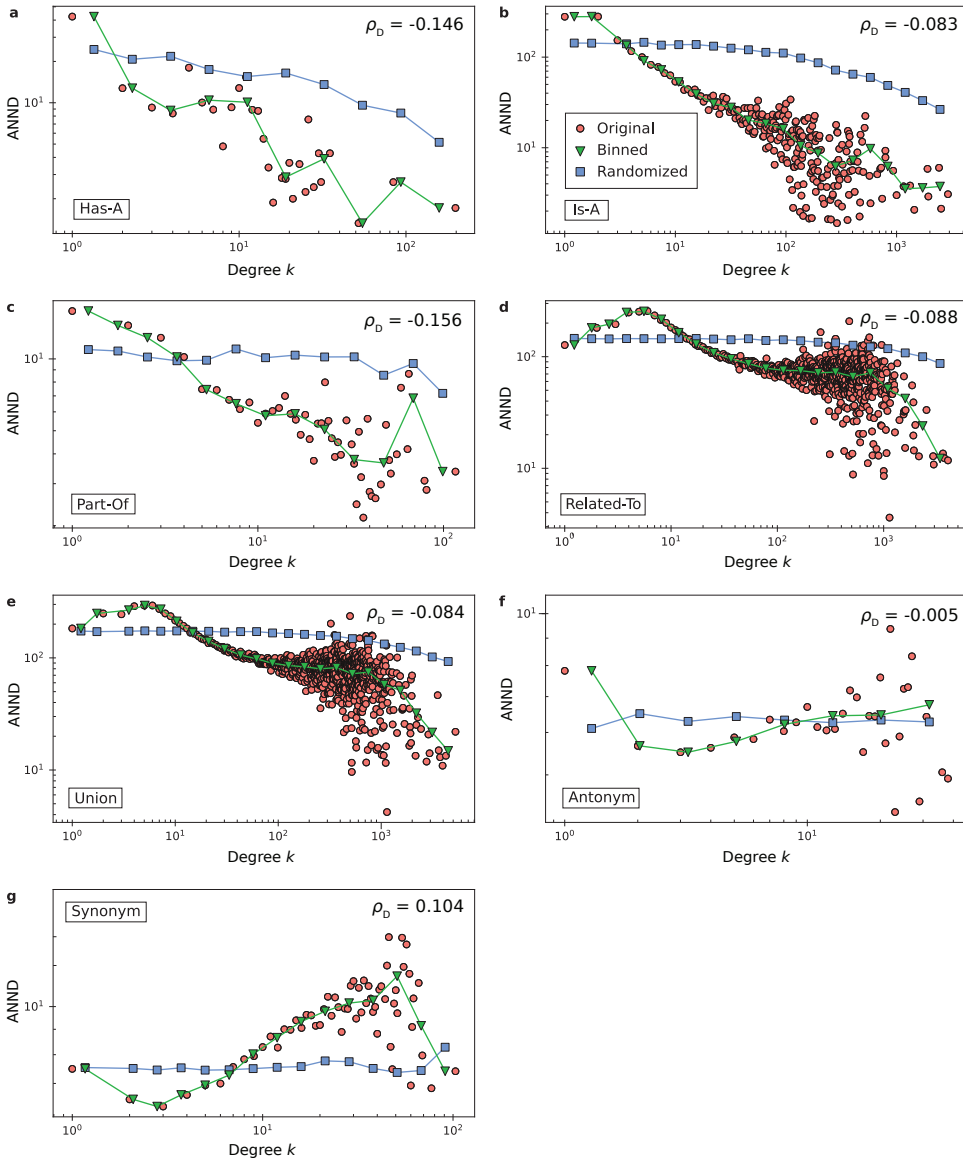 a
ρD = -0.146
ANND
10¹
Has-A
10⁰ 10¹ 10²
Degree k
b
ρD = -0.083
ANND
10²
10¹
Original
Binned
Randomized
Is-A
10⁰ 10¹ 10² 10³
Degree k
c
ρD = -0.156
ANND
10¹
Part-Of
10⁰ 10¹ 10²
Degree k
d
ρD = -0.088
ANND
10²
10¹
Related-To
10⁰ 10¹ 10² 10³
Degree k
e
ρD = -0.084
ANND
10²
10¹
Union
10⁰ 10¹ 10² 10³
Degree k
f
ρD = -0.005
ANND
10¹
Antonym
10⁰ 10¹
Degree k
g
Synonym
ρD = 0.104
ANND
10¹
10⁰ 10¹ 10²
Degree k